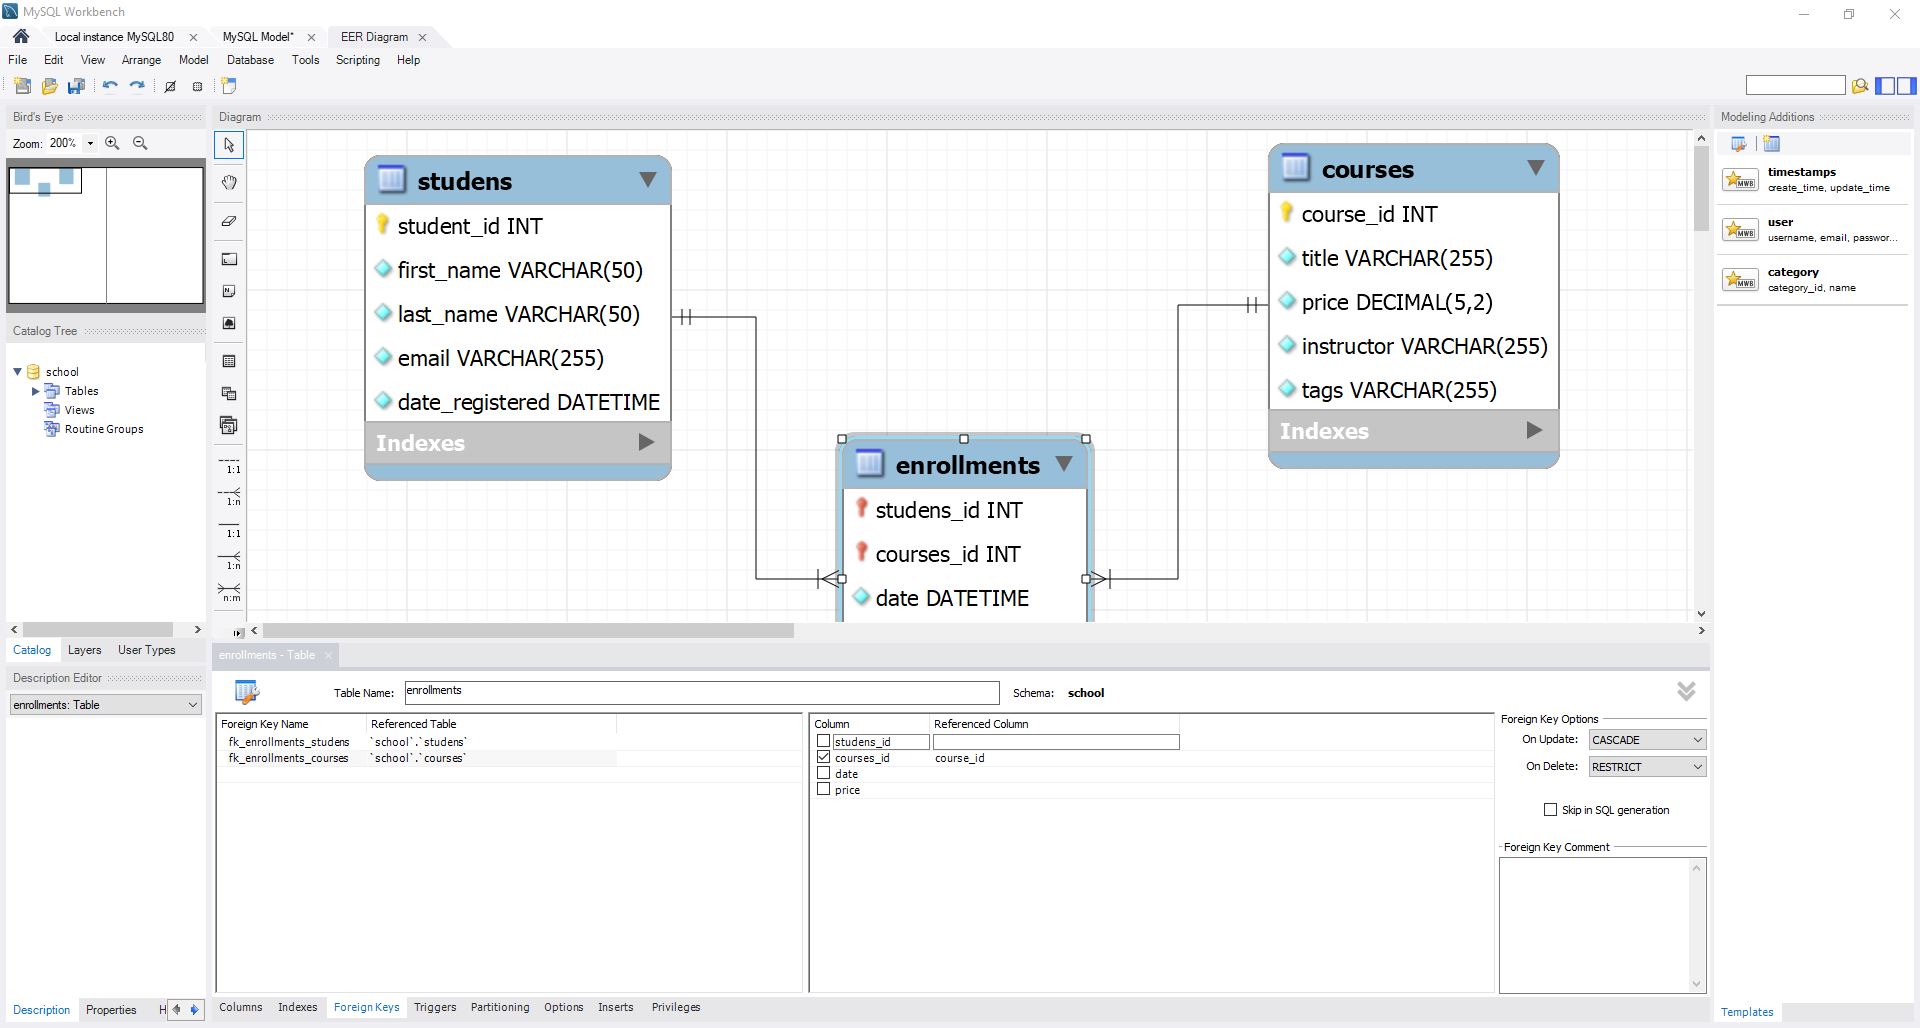 MySQL Workbench
Local instance MySQL80
MySQL Model*
EER Diagram
File Edit View Arrange Model Database Tools Scripting Help
Bird's Eye
Zoom: 200%
Catalog Tree
school
Tables
Views
Routine Groups
Catalog Layers User Types
Description Editor
enrollments: Table
Description Properties H
Diagram
1:1
1:n
1:1
1:n
n:m
studens
student_id INT
first_name VARCHAR(50)
last_name VARCHAR(50)
email VARCHAR(255)
date_registered DATETIME
Indexes
enrollments
studens_id INT
courses_id INT
date DATETIME
courses
course_id INT
title VARCHAR(255)
price DECIMAL(5,2)
instructor VARCHAR(255)
tags VARCHAR(255)
Indexes
enrollments - Table
Table Name: enrollments Schema: school
Foreign Key Name Referenced Table
fk_enrollments_studens `school`.`studens`
fk_enrollments_courses `school`.`courses`
Column Referenced Column
studens_id
courses_id course_id
date
price
Foreign Key Options
On Update: CASCADE
On Delete: RESTRICT
Skip in SQL generation
Foreign Key Comment
Columns Indexes Foreign Keys Triggers Partitioning Options Inserts Privileges
Modeling Additions
MWB
timestamps
create_time, update_time
MWB
user
username, email, passwor...
MWB
category
category_id, name
Templates